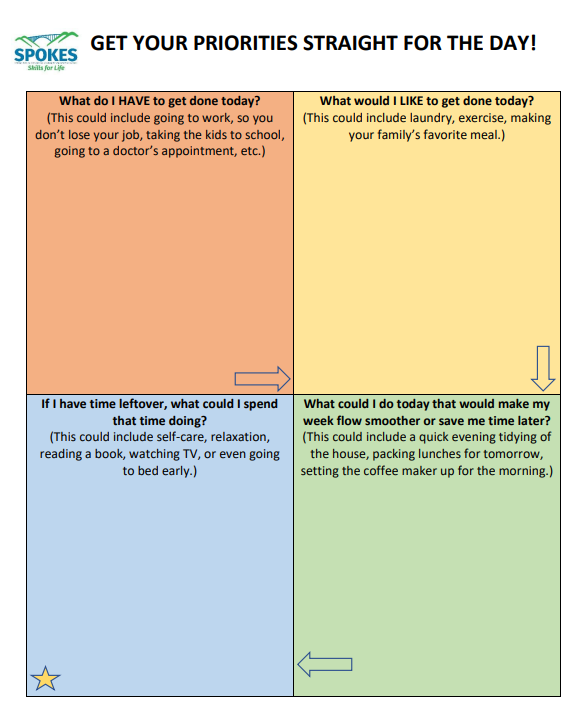 SPOKES
Skills for Life
GET YOUR PRIORITIES STRAIGHT FOR THE DAY!
What do I HAVE to get done today?
(This could include going to work, so you
don't lose your job, taking the kids to school,
going to a doctor's appointment, etc.)
What would I LIKE to get done today?
(This could include laundry, exercise, making
your family's favorite meal.)
If I have time leftover, what could I spend
that time doing?
(This could include self-care, relaxation,
reading a book, watching TV, or even going
to bed early.)
What could I do today that would make my
week flow smoother or save me time later?
(This could include a quick evening tidying of
the house, packing lunches for tomorrow,
setting the coffee maker up for the morning.)